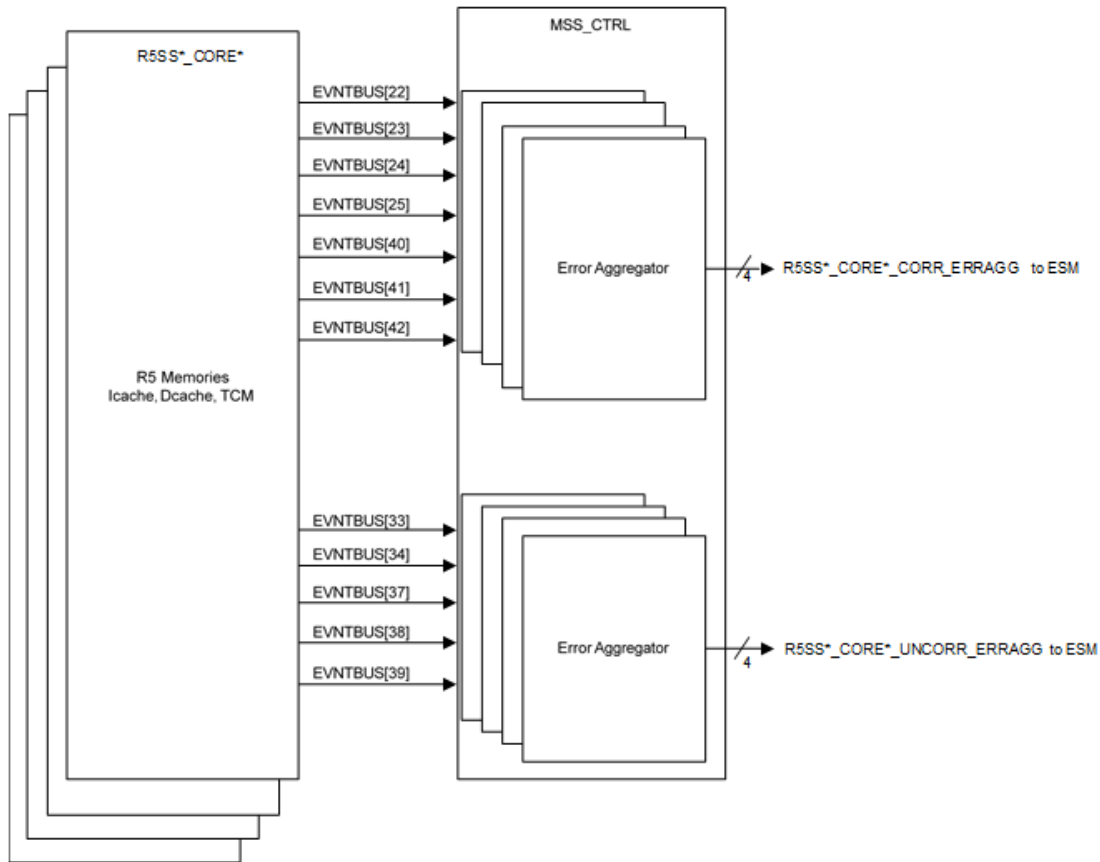 MSS_CTRL
R5SS*_CORE*
EVNTBUS[22]
EVNTBUS[23]
EVNTBUS[24]
EVNTBUS[25]
EVNTBUS[40]
EVNTBUS[41]
EVNTBUS[42]
Error Aggregator
4
R5SS*_CORE*_CORR_ERRAGG to ESM
R5 Memories
Icache, Dcache, TCM
EVNTBUS[33]
EVNTBUS[34]
EVNTBUS[37]
EVNTBUS[38]
EVNTBUS[39]
Error Aggregator
4
R5SS*_CORE*_UNCORR_ERRAGG to ESM